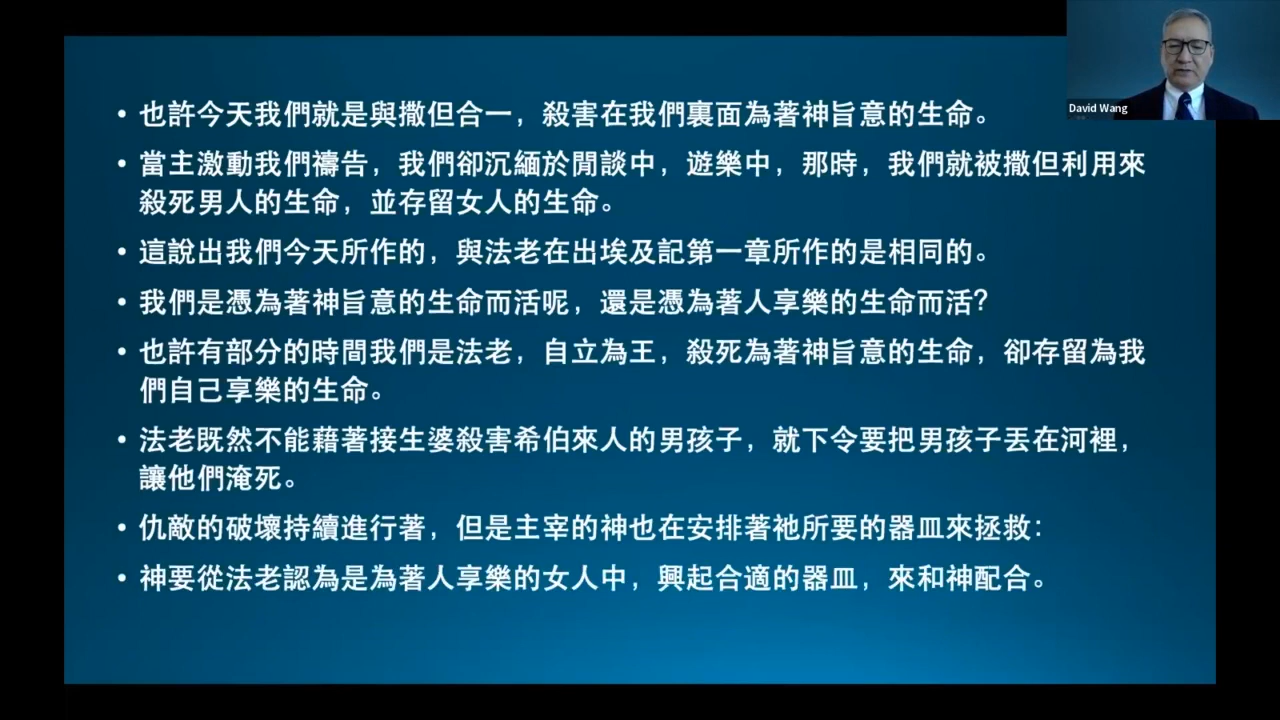 David Wang
• 也許今天我們就是與撒但合一，殺害在我們裏面為著神旨意的生命。
• 當主激動我們禱告，我們卻沉緬於閒談中，遊樂中，那時，我們就被撒但利用來
殺死男人的生命，並存留女人的生命。
• 這說出我們今天所作的，與法老在出埃及記第一章所作的是相同的。
• 我們是憑為著神旨意的生命而活呢，還是憑為著人享樂的生命而活？
• 也許有部分的時間我們是法老，自立為王，殺死為著神旨意的生命，卻存留為我
們自己享樂的生命。
• 法老既然不能藉著接生婆殺害希伯來人的男孩子，就下令要把男孩子丟在河裡，
讓他們淹死。
• 仇敵的破壞持續進行著，但是主宰的神也在安排著祂所要的器皿來拯救：
• 神要從法老認為是為著人享樂的女人中，興起合適的器皿，來和神配合。